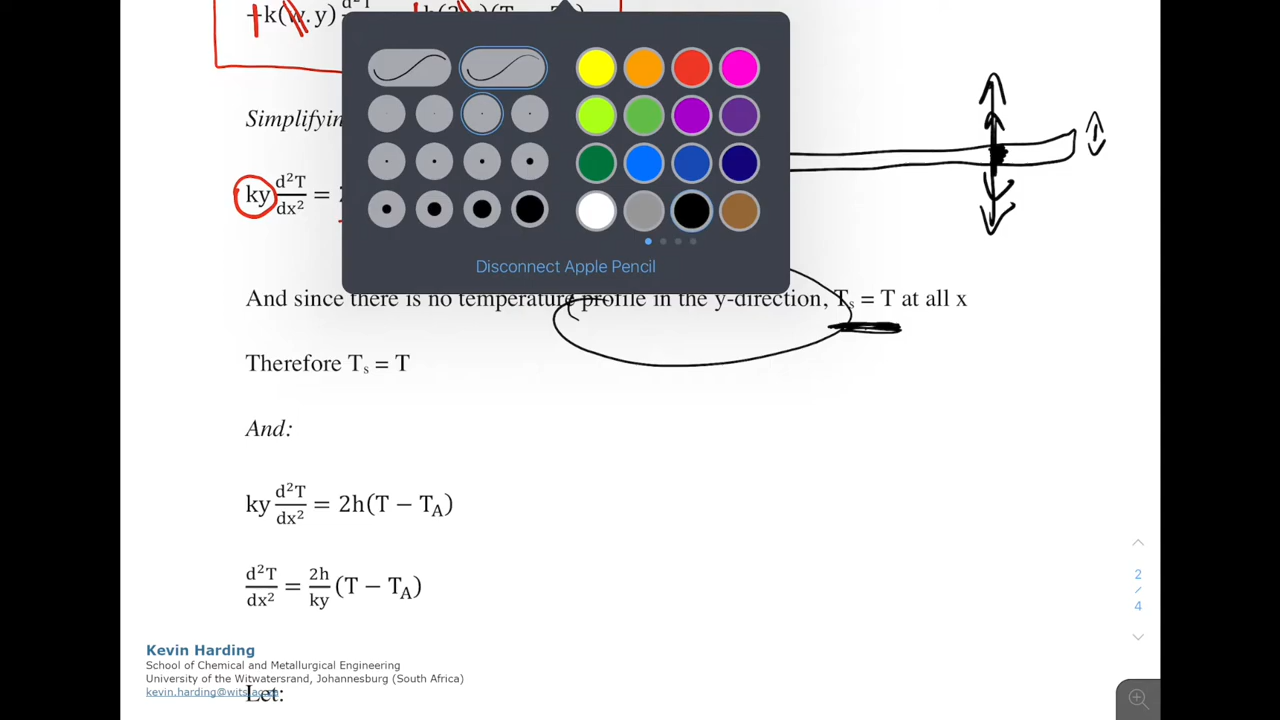 Simplifyin
ky d²T/dx² =
Disconnect Apple Pencil
And since there is no temperature profile in the y-direction, Tₛ = T at all x
Therefore Tₛ = T
And:
ky d²T/dx² = 2h(T − T_A)
d²T/dx² = 2h/ky (T − T_A)
2
/
4
Kevin Harding
School of Chemical and Metallurgical Engineering
University of the Witwatersrand, Johannesburg (South Africa)
Let: